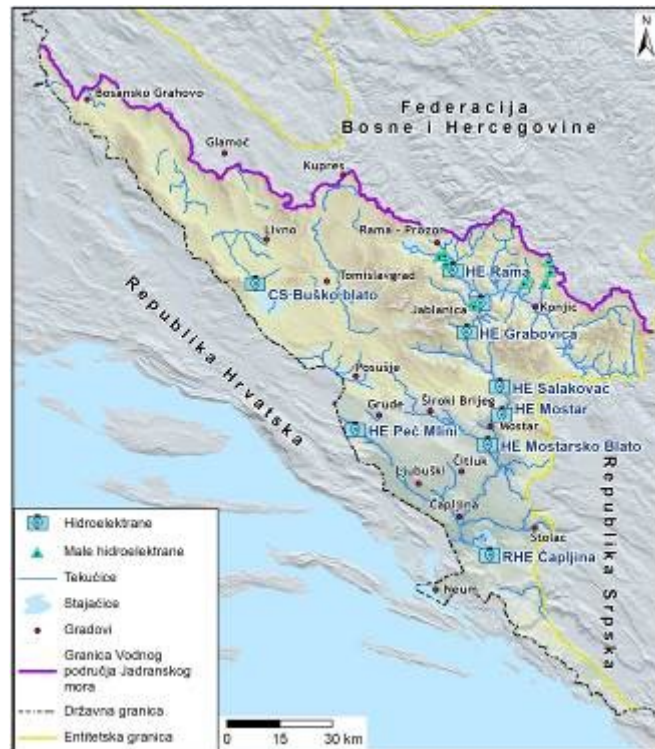 N
Bosansko Grahovo
Federacija
Bosne i Hercegovine
Glamoč
Kupres
Livno
Rama - Prozor
HE Rama
Tomislavgrad
CS Buško blato
Jablanica
Konjic
HE Grabovica
Republika Hrvatska
Posušje
HE Salakovac
Široki Brijeg
HE Mostar
Grude
Mostar
HE Peć Mlini
HE Mostarsko Blato
Čitluk
Ljubuški
Republika Srpska
Čapljina
Stolac
RHE Čapljina
Neum
Hidroelektrane
Male hidroelektrane
Tekućice
Stajaćice
Gradovi
Granica Vodnog
područja Jadranskog
mora
Državna granica
Entitetska granica
0 15 30 km